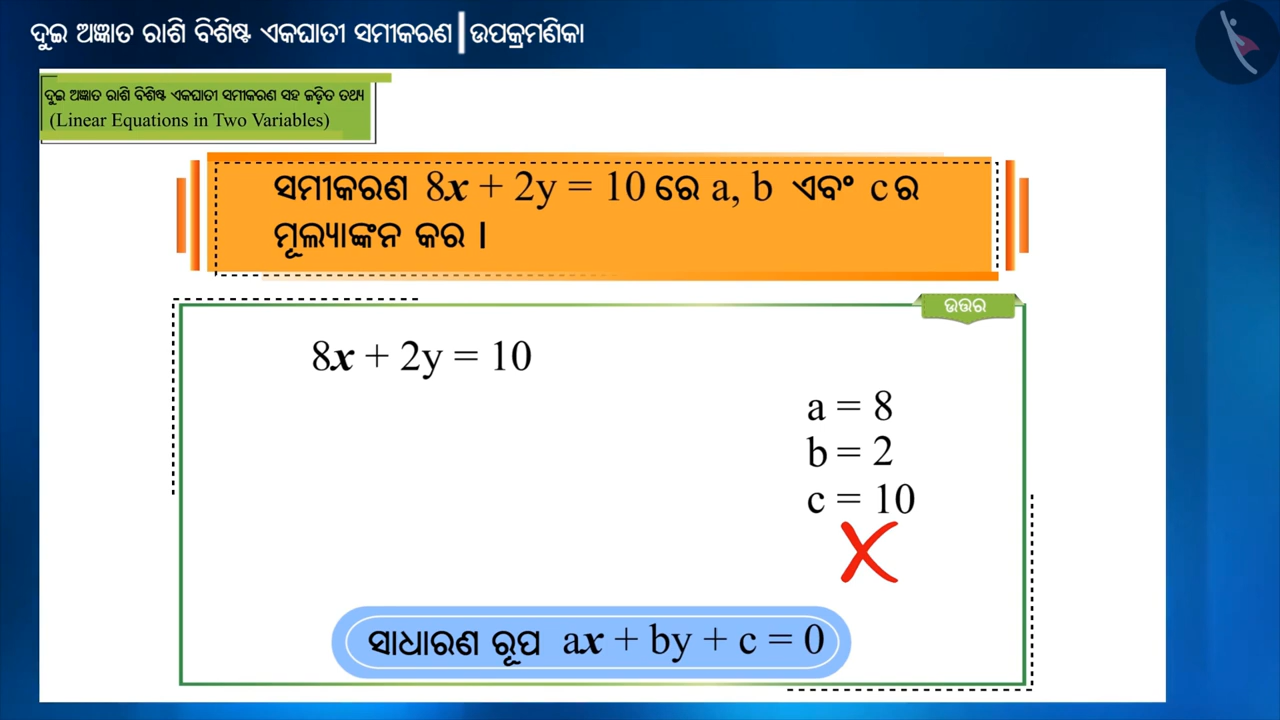 ଦୁଇ ଅଜ୍ଞାତ ରାଶି ବିଶିଷ୍ଟ ଏକଘାତୀ ସମୀକରଣ | ଉପକ୍ରମଣିକା
ଦୁଇ ଅଜ୍ଞାତ ରାଶି ବିଶିଷ୍ଟ ଏକଘାତୀ ସମୀକରଣ ସହ ଜଡ଼ିତ ତଥ୍ୟ
(Linear Equations in Two Variables)
ସମୀକରଣ 8x + 2y = 10 ରେ a, b ଏବଂ c ର
ମୂଲ୍ୟାଙ୍କନ କର ।
ଉତ୍ତର
8x + 2y = 10
a = 8
b = 2
c = 10
ସାଧାରଣ ରୂପ ax + by + c = 0